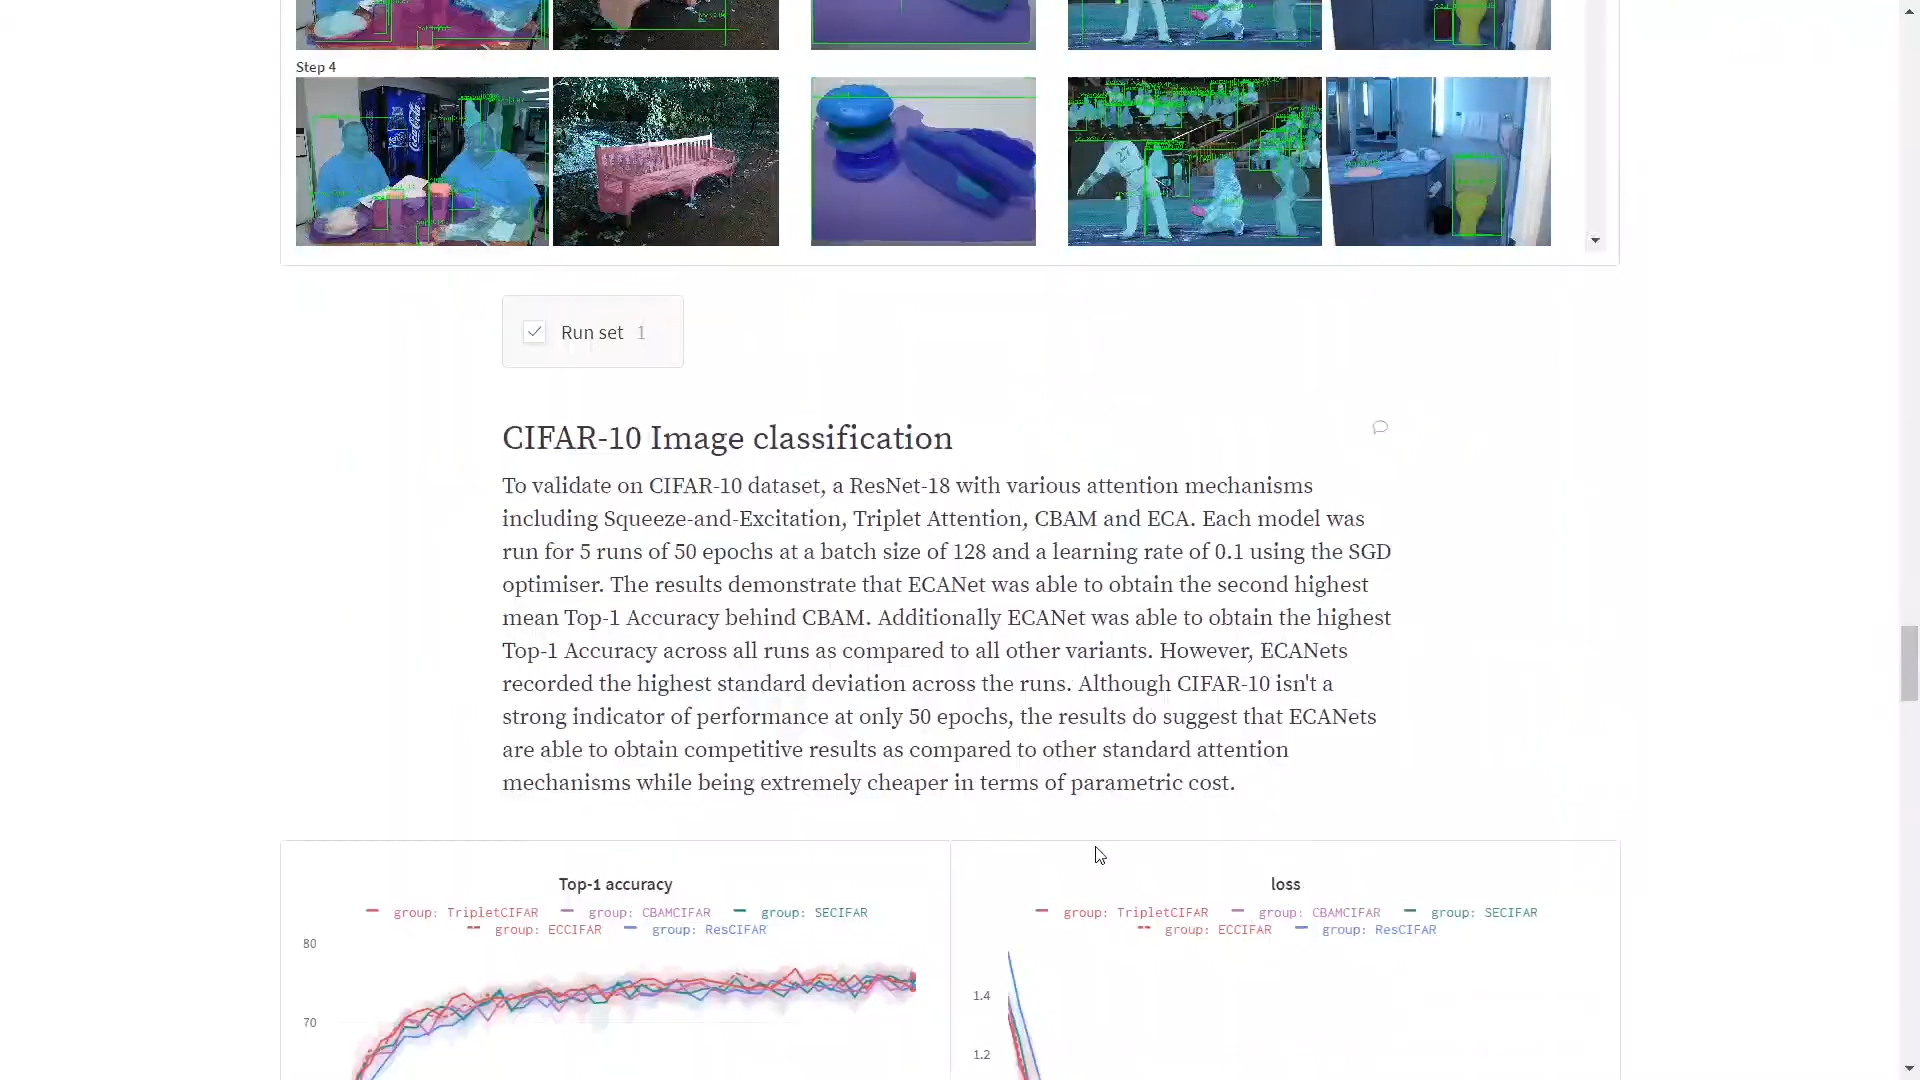 Step 4
Coca-Cola
27
Run set 1
CIFAR-10 Image classification
To validate on CIFAR-10 dataset, a ResNet-18 with various attention mechanisms
including Squeeze-and-Excitation, Triplet Attention, CBAM and ECA. Each model was
run for 5 runs of 50 epochs at a batch size of 128 and a learning rate of 0.1 using the SGD
optimiser. The results demonstrate that ECANet was able to obtain the second highest
mean Top-1 Accuracy behind CBAM. Additionally ECANet was able to obtain the highest
Top-1 Accuracy across all runs as compared to all other variants. However, ECANets
recorded the highest standard deviation across the runs. Although CIFAR-10 isn't a
strong indicator of performance at only 50 epochs, the results do suggest that ECANets
are able to obtain competitive results as compared to other standard attention
mechanisms while being extremely cheaper in terms of parametric cost.
Top-1 accuracy
group: TripletCIFAR group: CBAMCIFAR group: SECIFAR
group: ECCIFAR group: ResCIFAR
80
70
loss
group: TripletCIFAR group: CBAMCIFAR group: SECIFAR
group: ECCIFAR group: ResCIFAR
1.4
1.2